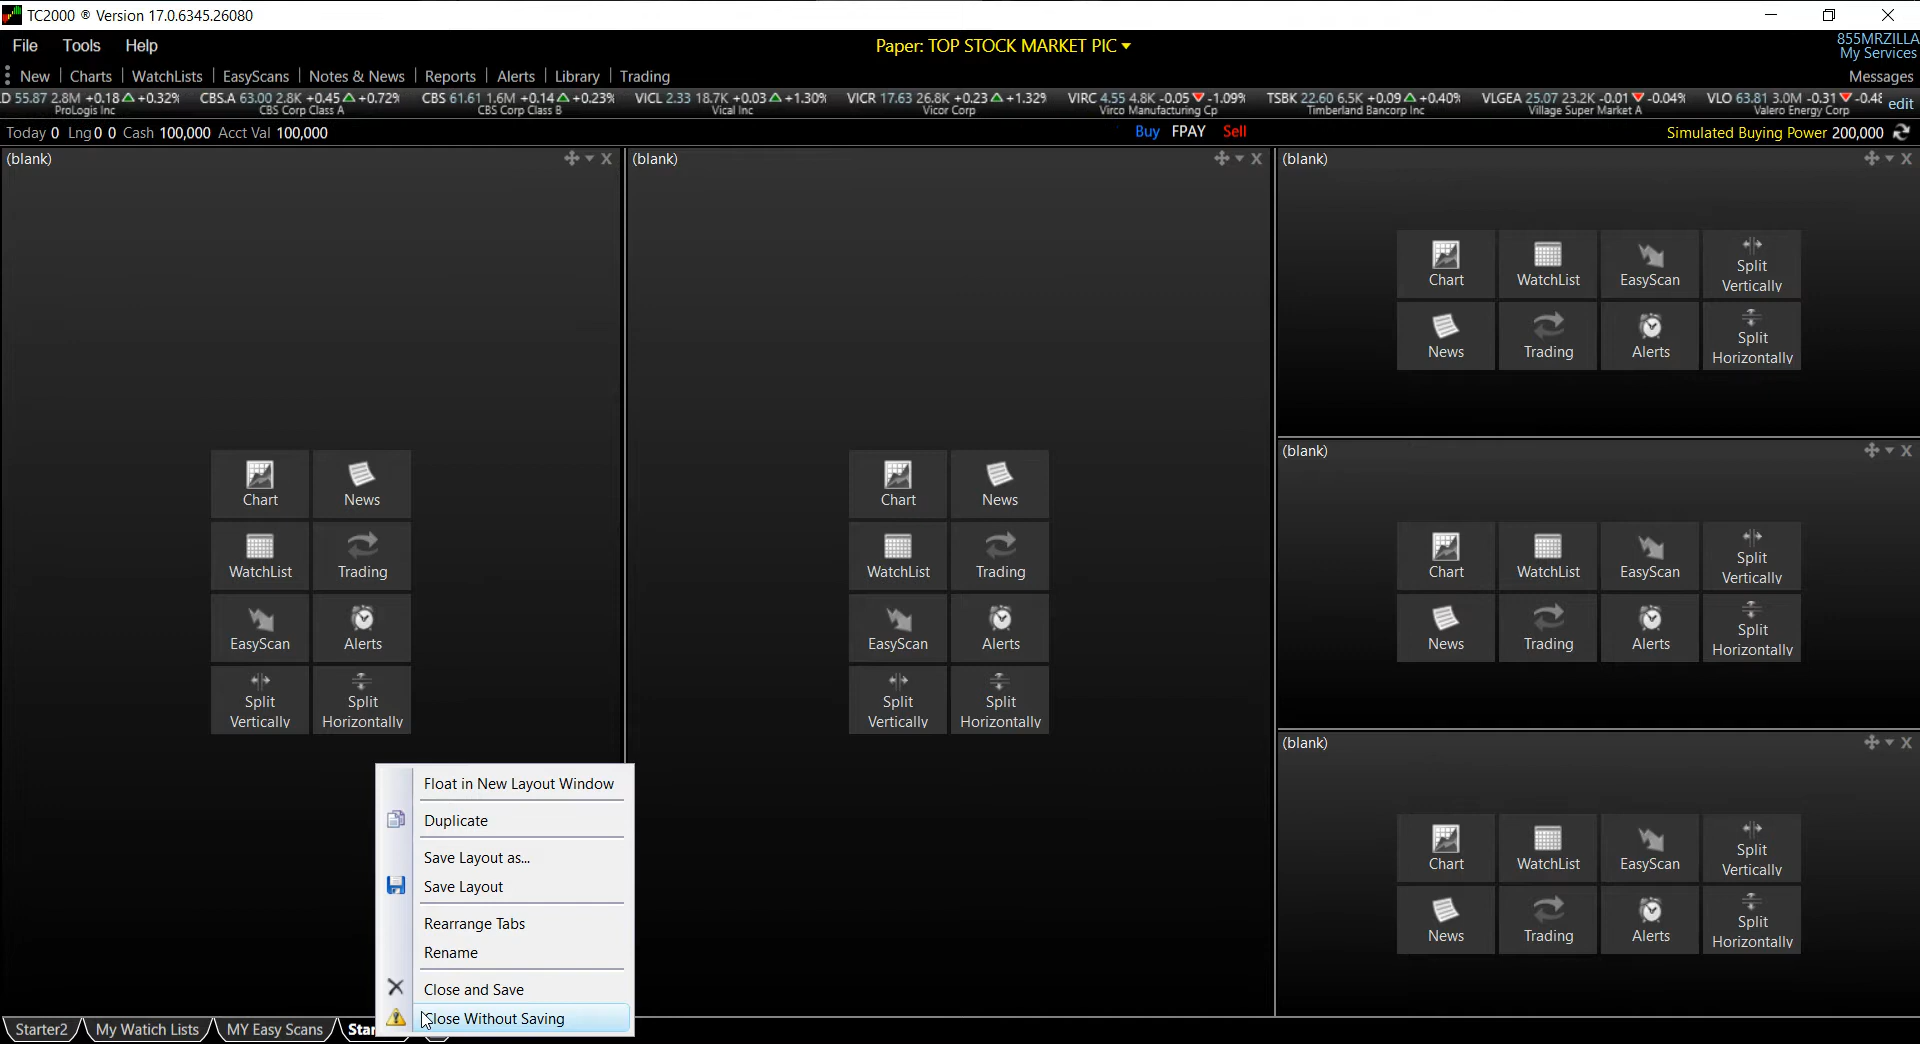 TC2000 ® Version 17.0.6345.26080
File Tools Help
Paper: TOP STOCK MARKET PIC
855MRZILLA
My Services
New Charts WatchLists EasyScans Notes & News Reports Alerts Library Trading
Messages
D 55.87 2.8M +0.18 +0.32% CBS.A 63.00 2.8K +0.45 +0.72% CBS 61.61 1.6M +0.14 +0.23% VICL 2.33 18.7K +0.03 +1.30% VICR 17.63 26.8K +0.23 +1.32% VIRC 4.55 4.8K -0.05 -1.09% TSBK 22.60 6.5K +0.09 +0.40% VLGEA 25.07 23.2K -0.01 -0.04% VLO 63.81 3.0M -0.31 -0.48 edit
ProLogis Inc CBS Corp Class A CBS Corp Class B Vical Inc Vicor Corp Virco Manufacturing Cp Timberland Bancorp Inc Village Super Market A Valero Energy Corp
Today 0 Lng 0 0 Cash 100,000 Acct Val 100,000
Buy FPAY Sell
Simulated Buying Power 200,000
(blank) X
Chart News
WatchList Trading
EasyScan Alerts
Split Vertically Split Horizontally
(blank) X
Chart News
WatchList Trading
EasyScan Alerts
Split Vertically Split Horizontally
(blank) X
Chart WatchList EasyScan Split Vertically
News Trading Alerts Split Horizontally
(blank) X
Chart WatchList EasyScan Split Vertically
News Trading Alerts Split Horizontally
(blank) X
Chart WatchList EasyScan Split Vertically
News Trading Alerts Split Horizontally
Float in New Layout Window
Duplicate
Save Layout as...
Save Layout
Rearrange Tabs
Rename
Close and Save
Close Without Saving
Starter2 My Watich Lists MY Easy Scans Star